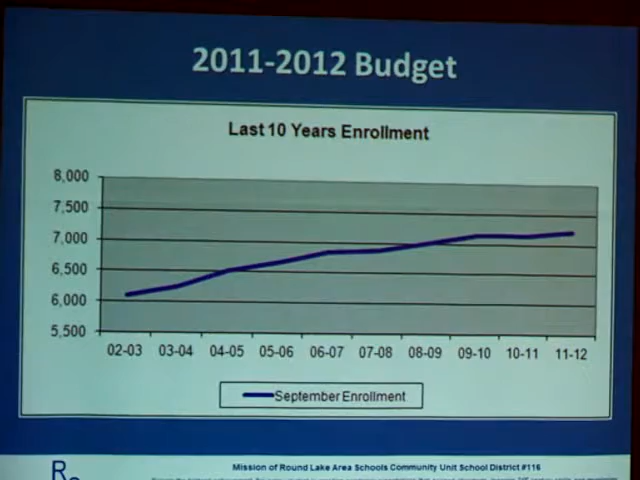 2011-2012 Budget
Last 10 Years Enrollment
8,000
7,500
7,000
6,500
6,000
5,500
02-03 03-04 04-05 05-06 06-07 07-08 08-09 09-10 10-11 11-12
September Enrollment
R
Mission of Round Lake Area Schools Community Unit School District #116